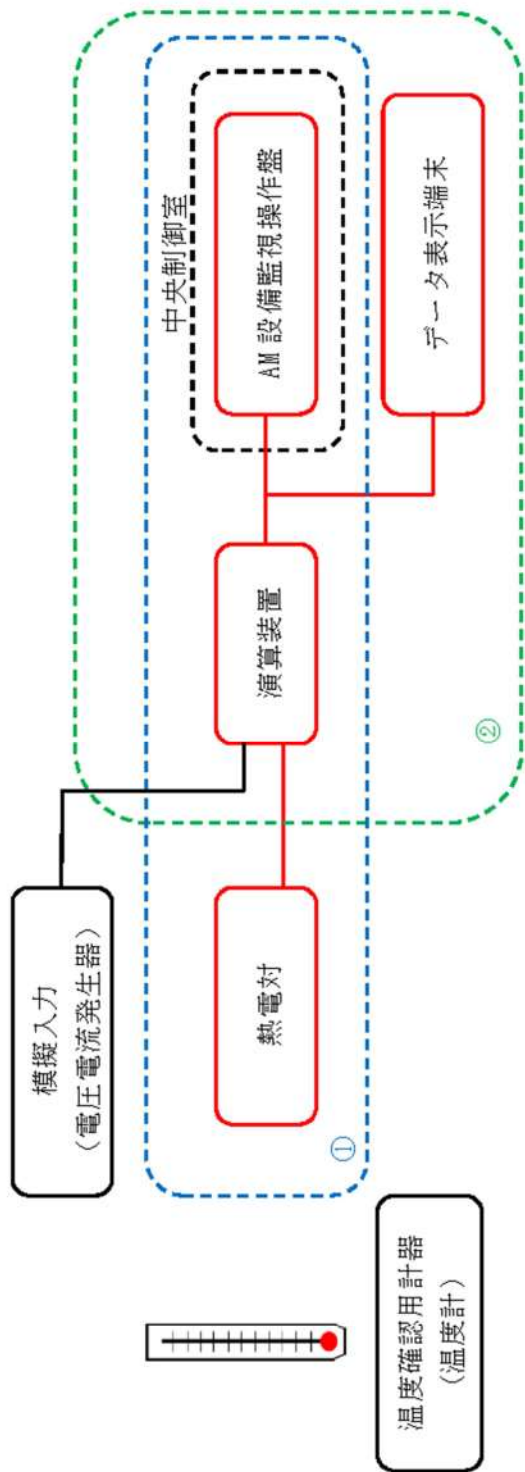 模擬入力
(電圧電流発生器)
中央制御室
熱電対
演算装置
AM 設備監視操作盤
データ表示端末
①
②
温度確認用計器
(温度計)